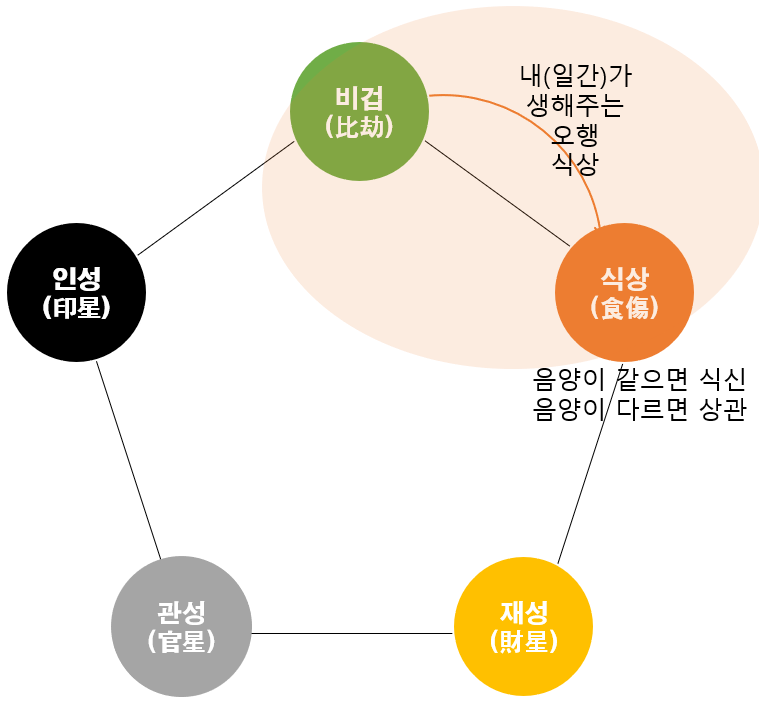 비겁
(比劫)
내(일간)가
생해주는
오행
식상
인성
(印星)
식상
(食傷)
음양이 같으면 식신
음양이 다르면 상관
관성
(官星)
재성
(財星)